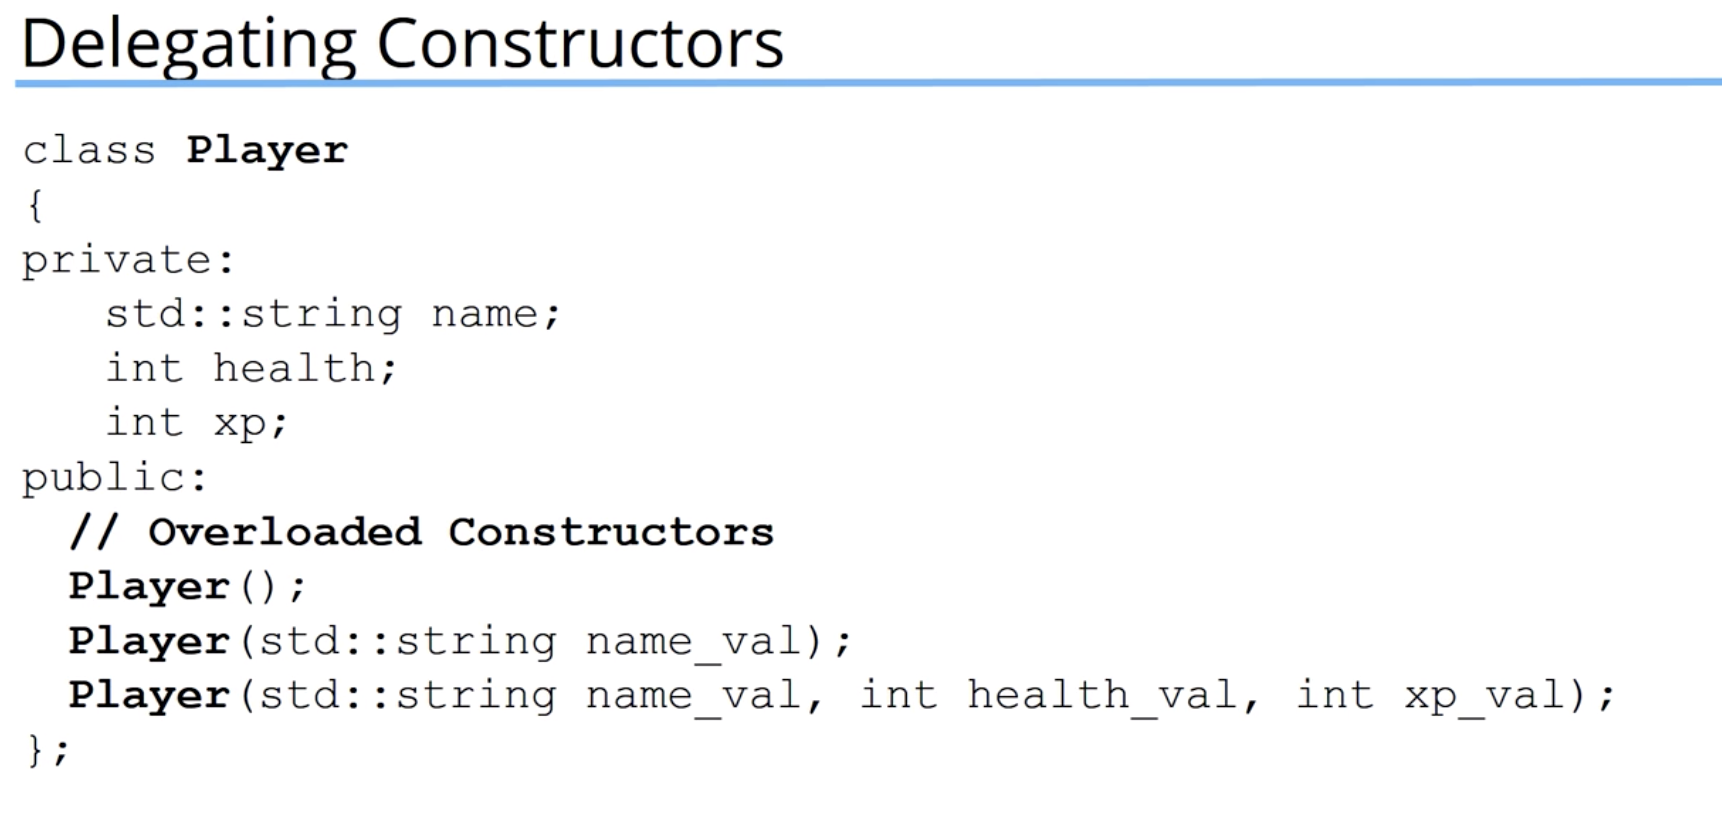 Delegating Constructors
class Player
{
private:
    std::string name;
    int health;
    int xp;
public:
  // Overloaded Constructors
  Player();
  Player(std::string name_val);
  Player(std::string name_val, int health_val, int xp_val);
};